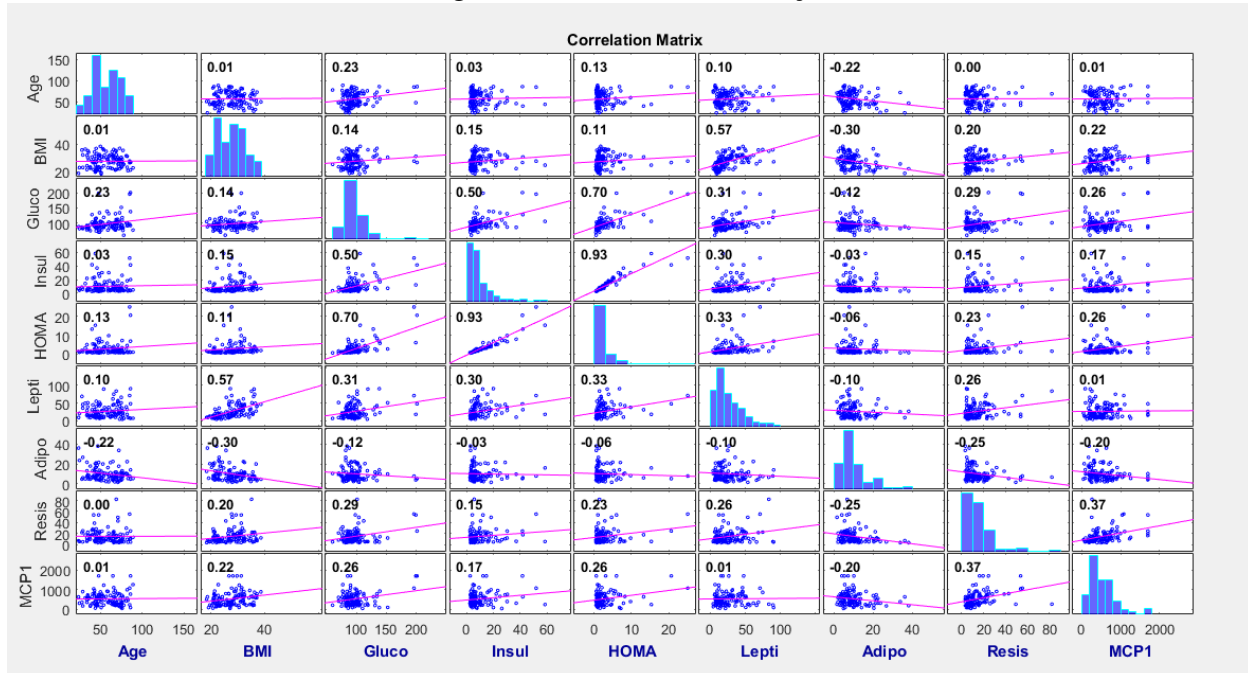 Correlation Matrix
Age 150 100 50 0.01 0.23 0.03 0.13 0.10 -0.22 0.00 0.01
BMI 40 20 0.01 0.14 0.15 0.11 0.57 -0.30 0.20 0.22
Gluco 200 150 100 0.23 0.14 0.50 0.70 0.31 -0.12 0.29 0.26
Insul 60 40 20 0 0.03 0.15 0.50 0.93 0.30 -0.03 0.15 0.17
HOMA 20 10 0 0.13 0.11 0.70 0.93 0.33 -0.06 0.23 0.26
Lepti 100 50 0 0.10 0.57 0.31 0.30 0.33 -0.10 0.26 0.01
Adipo 40 20 0 -0.22 -0.30 -0.12 -0.03 -0.06 -0.10 -0.25 -0.20
Resis 80 60 40 20 0 0.00 0.20 0.29 0.15 0.23 0.26 -0.25 0.37
MCP1 2000 1000 0 0.01 0.22 0.26 0.17 0.26 0.01 -0.20 0.37
50 100 150 20 40 100 150 200 0 20 40 60 0 10 20 0 50 100 0 20 40 0 20 40 60 80 0 1000 2000
Age BMI Gluco Insul HOMA Lepti Adipo Resis MCP1